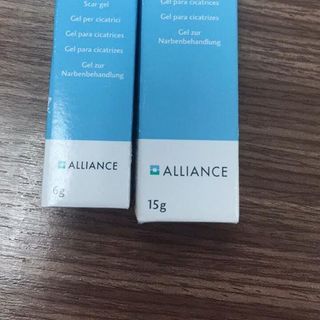 Scar gel
Gel per cicatrici
Gel para cicatrices
Gel para cicatrizes
Gel zur
Narbenbehandlung
ALLIANCE
6g
Gel para cicatrices
Gel para cicatrizes
Gel zur
Narbenbehandlung
ALLIANCE
15g